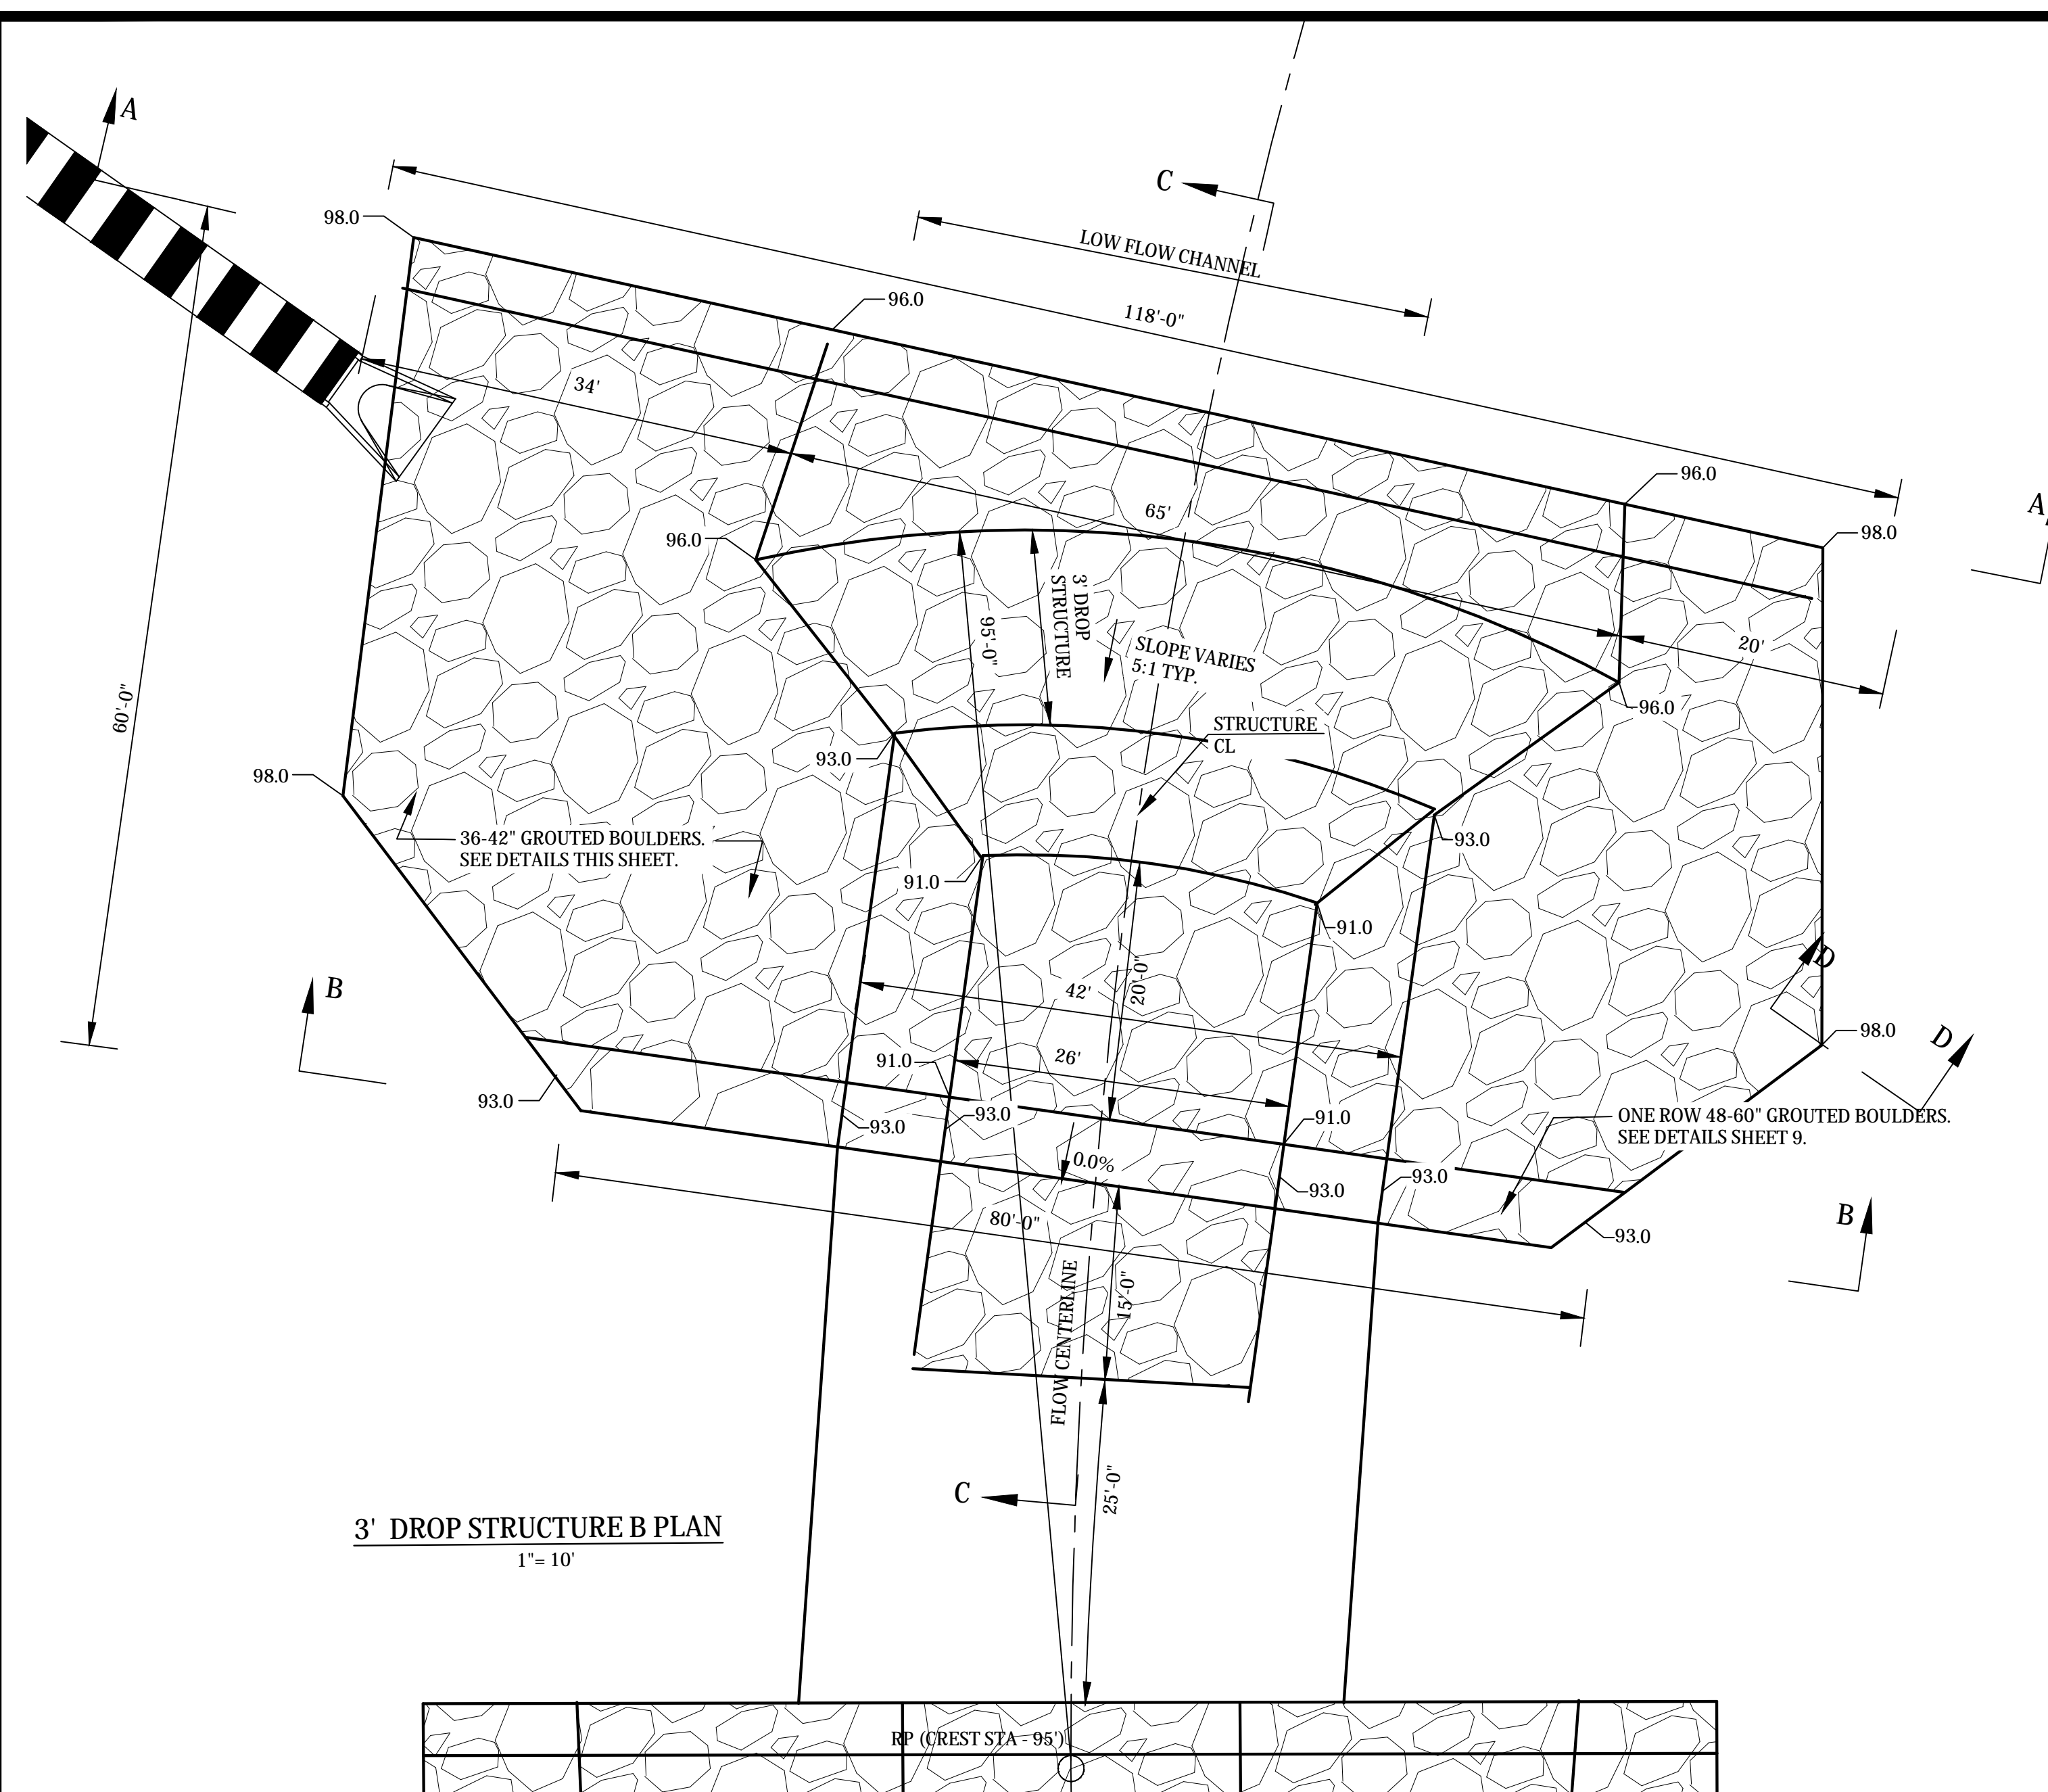 A
C
LOW FLOW CHANNEL
98.0
96.0
118'-0"
34'
96.0
A
65'
98.0
96.0
3' DROP
STRUCTURE
95'-0"
SLOPE VARIES
5:1 TYP.
20'
60'-0"
96.0
STRUCTURE
CL
93.0
98.0
36-42" GROUTED BOULDERS.
SEE DETAILS THIS SHEET.
93.0
91.0
91.0
D
B
42'
20'-0"
98.0
D
91.0
26'
93.0
93.0
93.0
91.0
ONE ROW 48-60" GROUTED BOULDERS.
SEE DETAILS SHEET 9.
0.0%
93.0
93.0
B
80'-0"
93.0
15'-0"
FLOW CENTERLINE
C
25'-0"
3' DROP STRUCTURE B PLAN
1"= 10'
RP (CREST STA - 95')